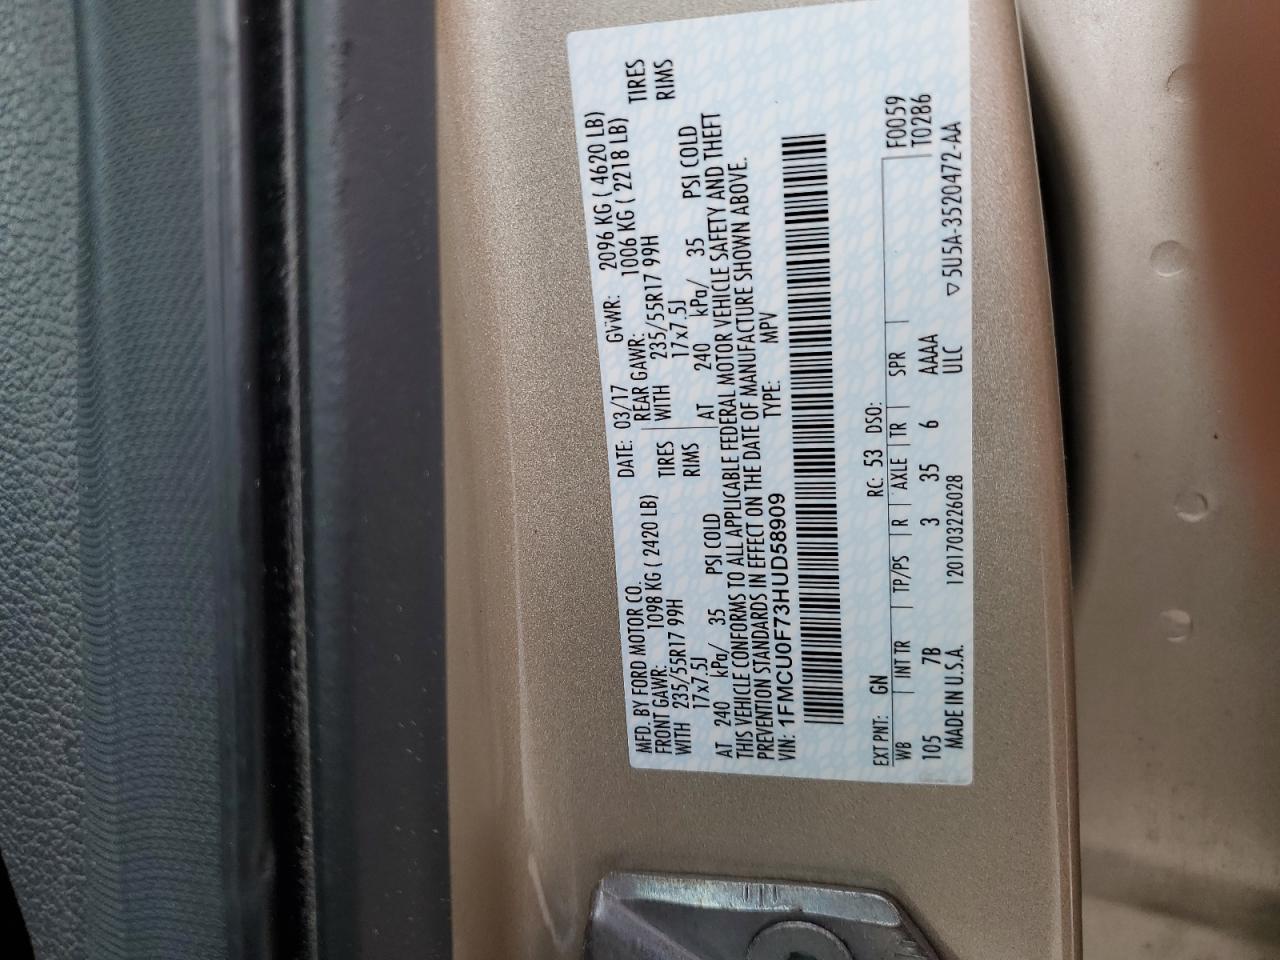 MFD. BY FORD MOTOR CO. DATE: 03/17 GVWR: 2096 KG ( 4620 LB)
FRONT GAWR: 1098 KG ( 2420 LB) REAR GAWR: 1006 KG ( 2218 LB)
WITH 235/55R17 99H TIRES WITH 235/55R17 99H TIRES
17x7.5J RIMS 17x7.5J RIMS
AT 240 kPa/ 35 PSI COLD AT 240 kPa/ 35 PSI COLD
THIS VEHICLE CONFORMS TO ALL APPLICABLE FEDERAL MOTOR VEHICLE SAFETY AND THEFT
PREVENTION STANDARDS IN EFFECT ON THE DATE OF MANUFACTURE SHOWN ABOVE.
VIN: 1FMCU0F73HUD58909 TYPE: MPV
EXT PNT: GN RC: 53 DSO: F0059
WB INT TR TP/PS R AXLE TR SPR T0286
105 7B 3 35 6 AAAA
MADE IN U.S.A. 1201703226028 ULC ▽ 5U5A-3520472-AA